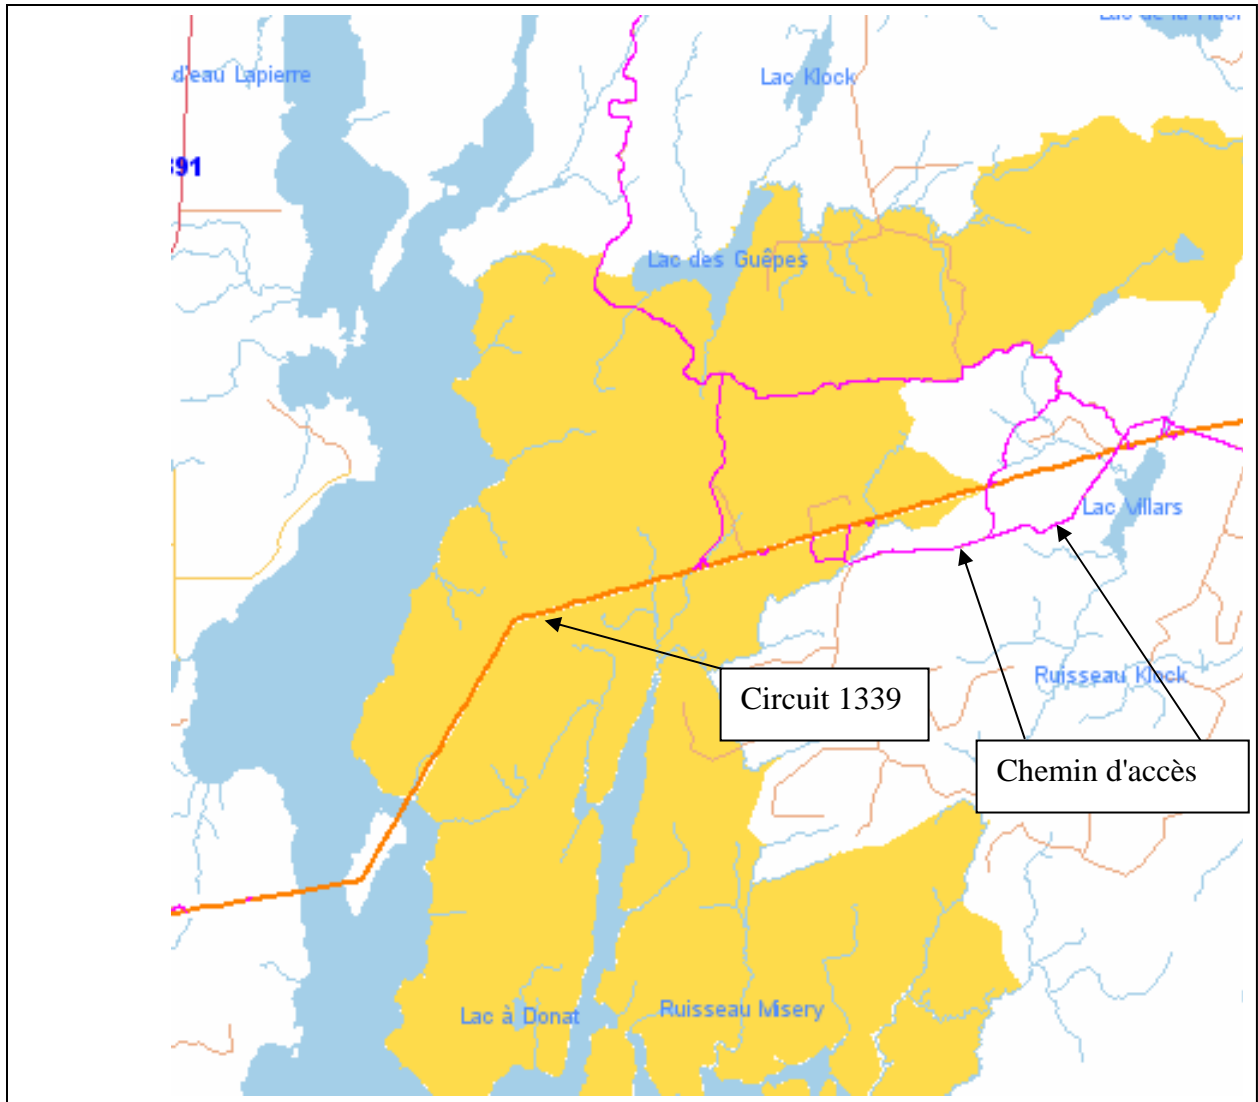 d'eau Lapierre
Lac Klock
391
Lac des Guêpes
Lac Villars
Circuit 1339
Ruisseau Klock
Chemin d'accès
Lac à Donat
Ruisseau Misery